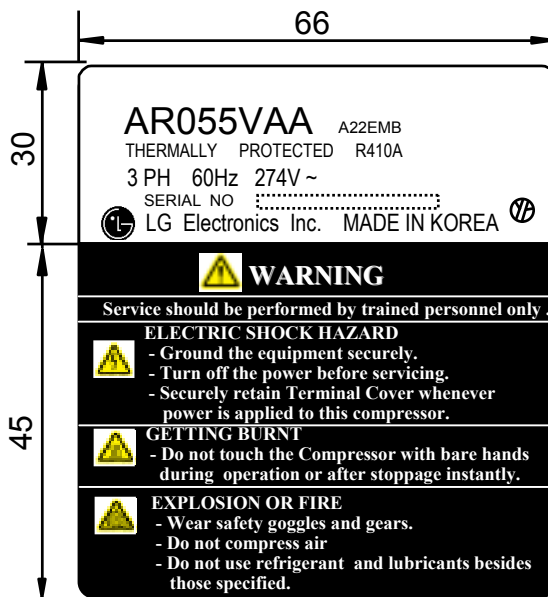 66
30
AR055VAA A22EMB
THERMALLY PROTECTED R410A
3 PH 60Hz 274V ~
SERIAL NO
LG Electronics Inc. MADE IN KOREA
45
WARNING
Service should be performed by trained personnel only .
ELECTRIC SHOCK HAZARD
- Ground the equipment securely.
- Turn off the power before servicing.
- Securely retain Terminal Cover whenever
power is applied to this compressor.
GETTING BURNT
- Do not touch the Compressor with bare hands
during operation or after stoppage instantly.
EXPLOSION OR FIRE
- Wear safety goggles and gears.
- Do not compress air
- Do not use refrigerant and lubricants besides
those specified.